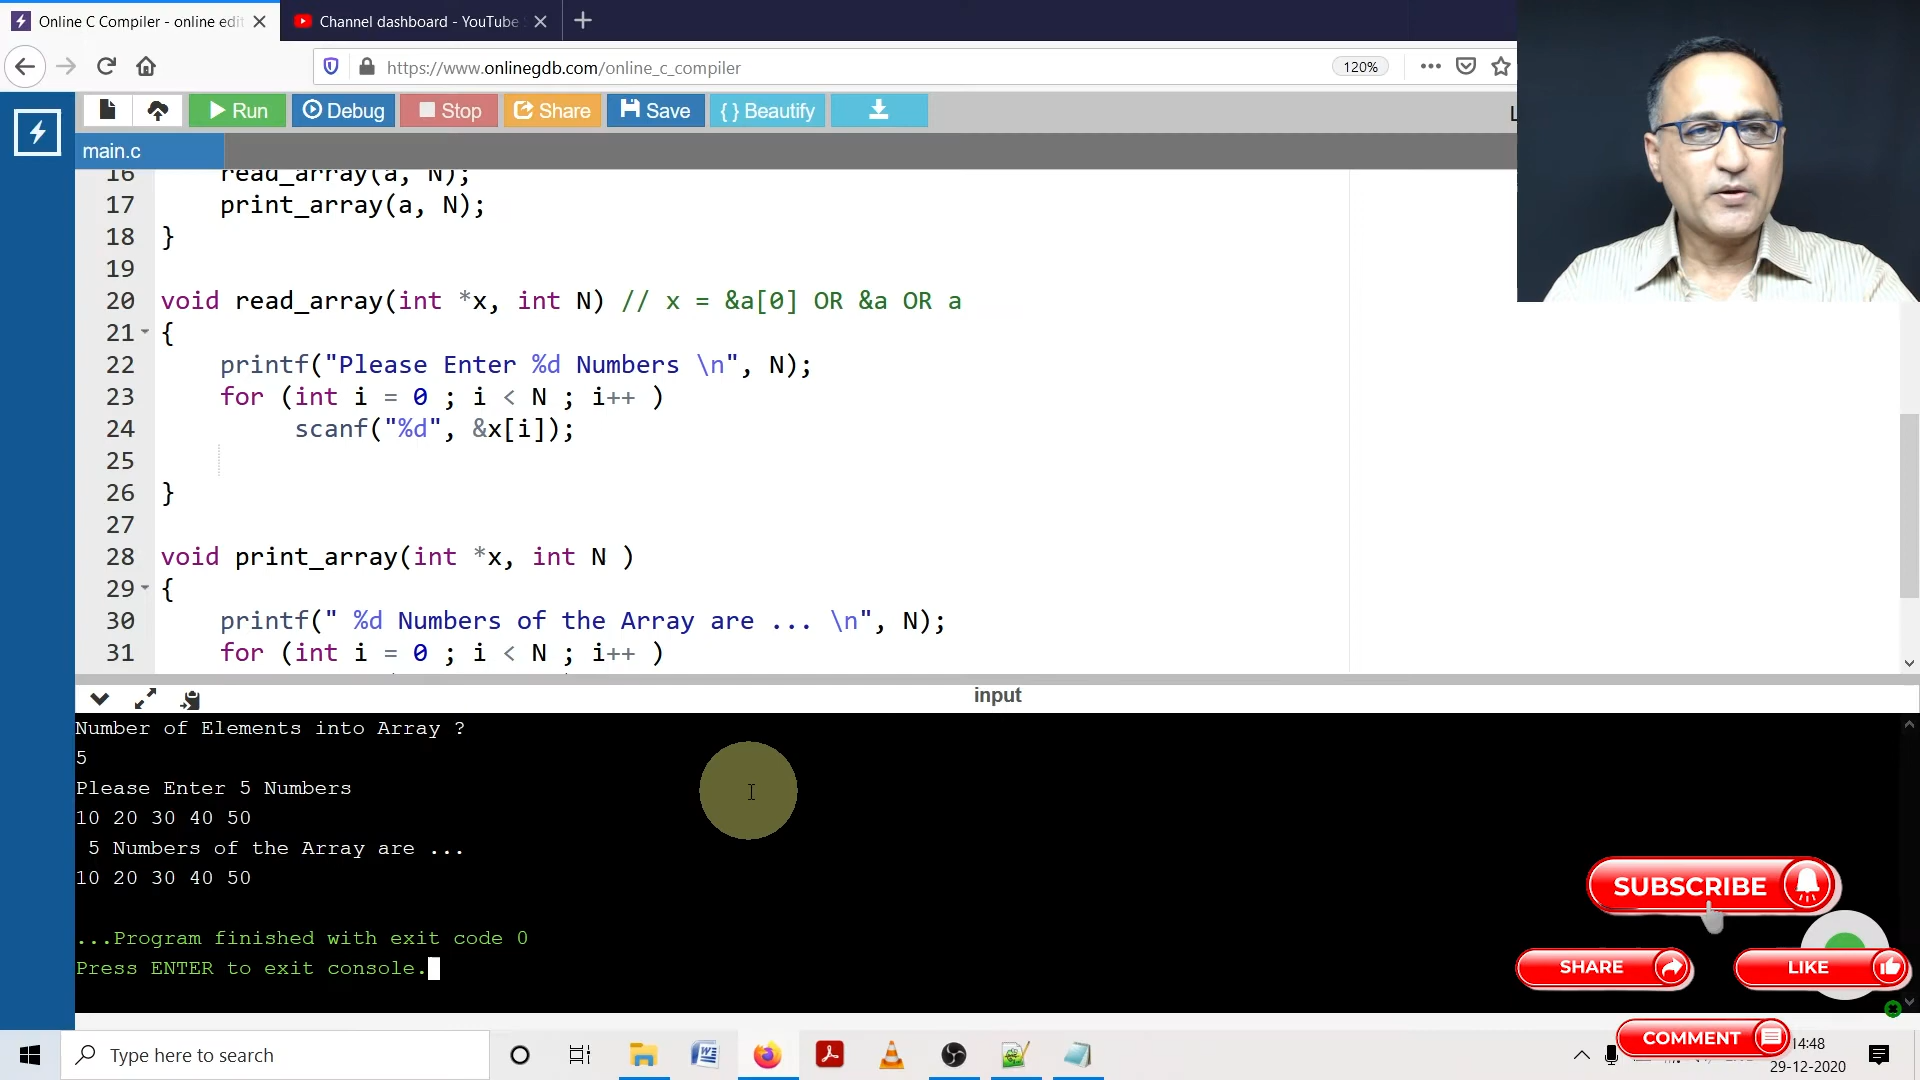 Online C Compiler - online edit
Channel dashboard - YouTube
https://www.onlinegdb.com/online_c_compiler
120%
Run
Debug
Stop
Share
Save
{ } Beautify
main.c
16 read_array(a, N);
17 print_array(a, N);
18 }
19
20 void read_array(int *x, int N) // x = &a[0] OR &a OR a
21 {
22 printf("Please Enter %d Numbers \n", N);
23 for (int i = 0 ; i < N ; i++ )
24 scanf("%d", &x[i]);
25
26 }
27
28 void print_array(int *x, int N )
29 {
30 printf(" %d Numbers of the Array are ... \n", N);
31 for (int i = 0 ; i < N ; i++ )
input
Number of Elements into Array ?
5
Please Enter 5 Numbers
10 20 30 40 50
5 Numbers of the Array are ...
10 20 30 40 50
...Program finished with exit code 0
Press ENTER to exit console.
SUBSCRIBE
SHARE
LIKE
COMMENT
Type here to search
14:48
29-12-2020